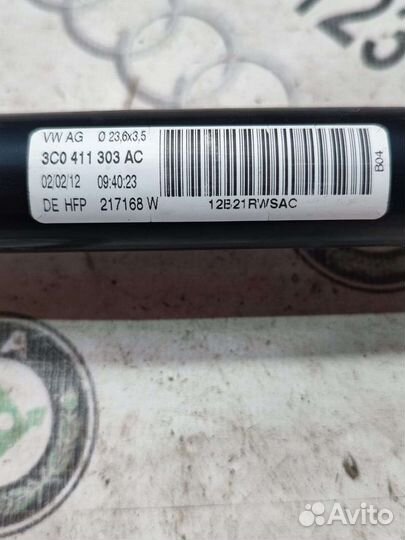 123
VW AG Ø 23,6x3.5
3C0 411 303 AC
02/02/12 09:40:23
DE HFP 217168 W
12B21RWSAC
B04
Avito